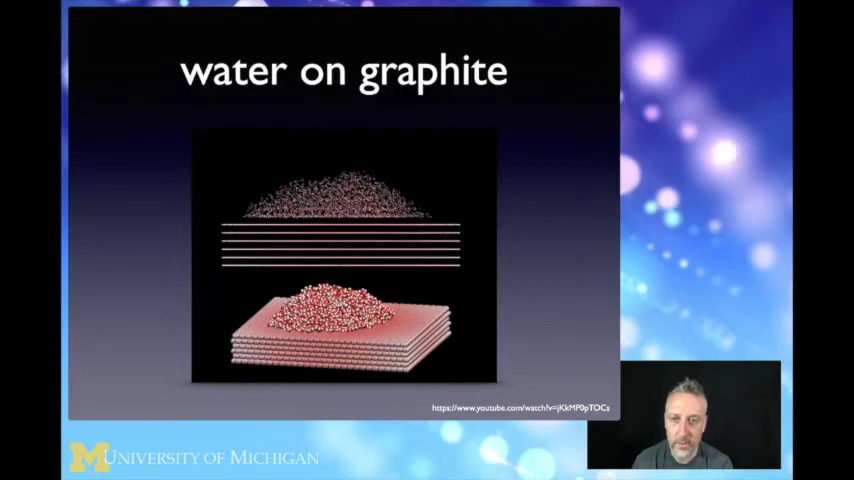 water on graphite
https://www.youtube.com/watch?v=jKkMP0pTOCs
M UNIVERSITY OF MICHIGAN